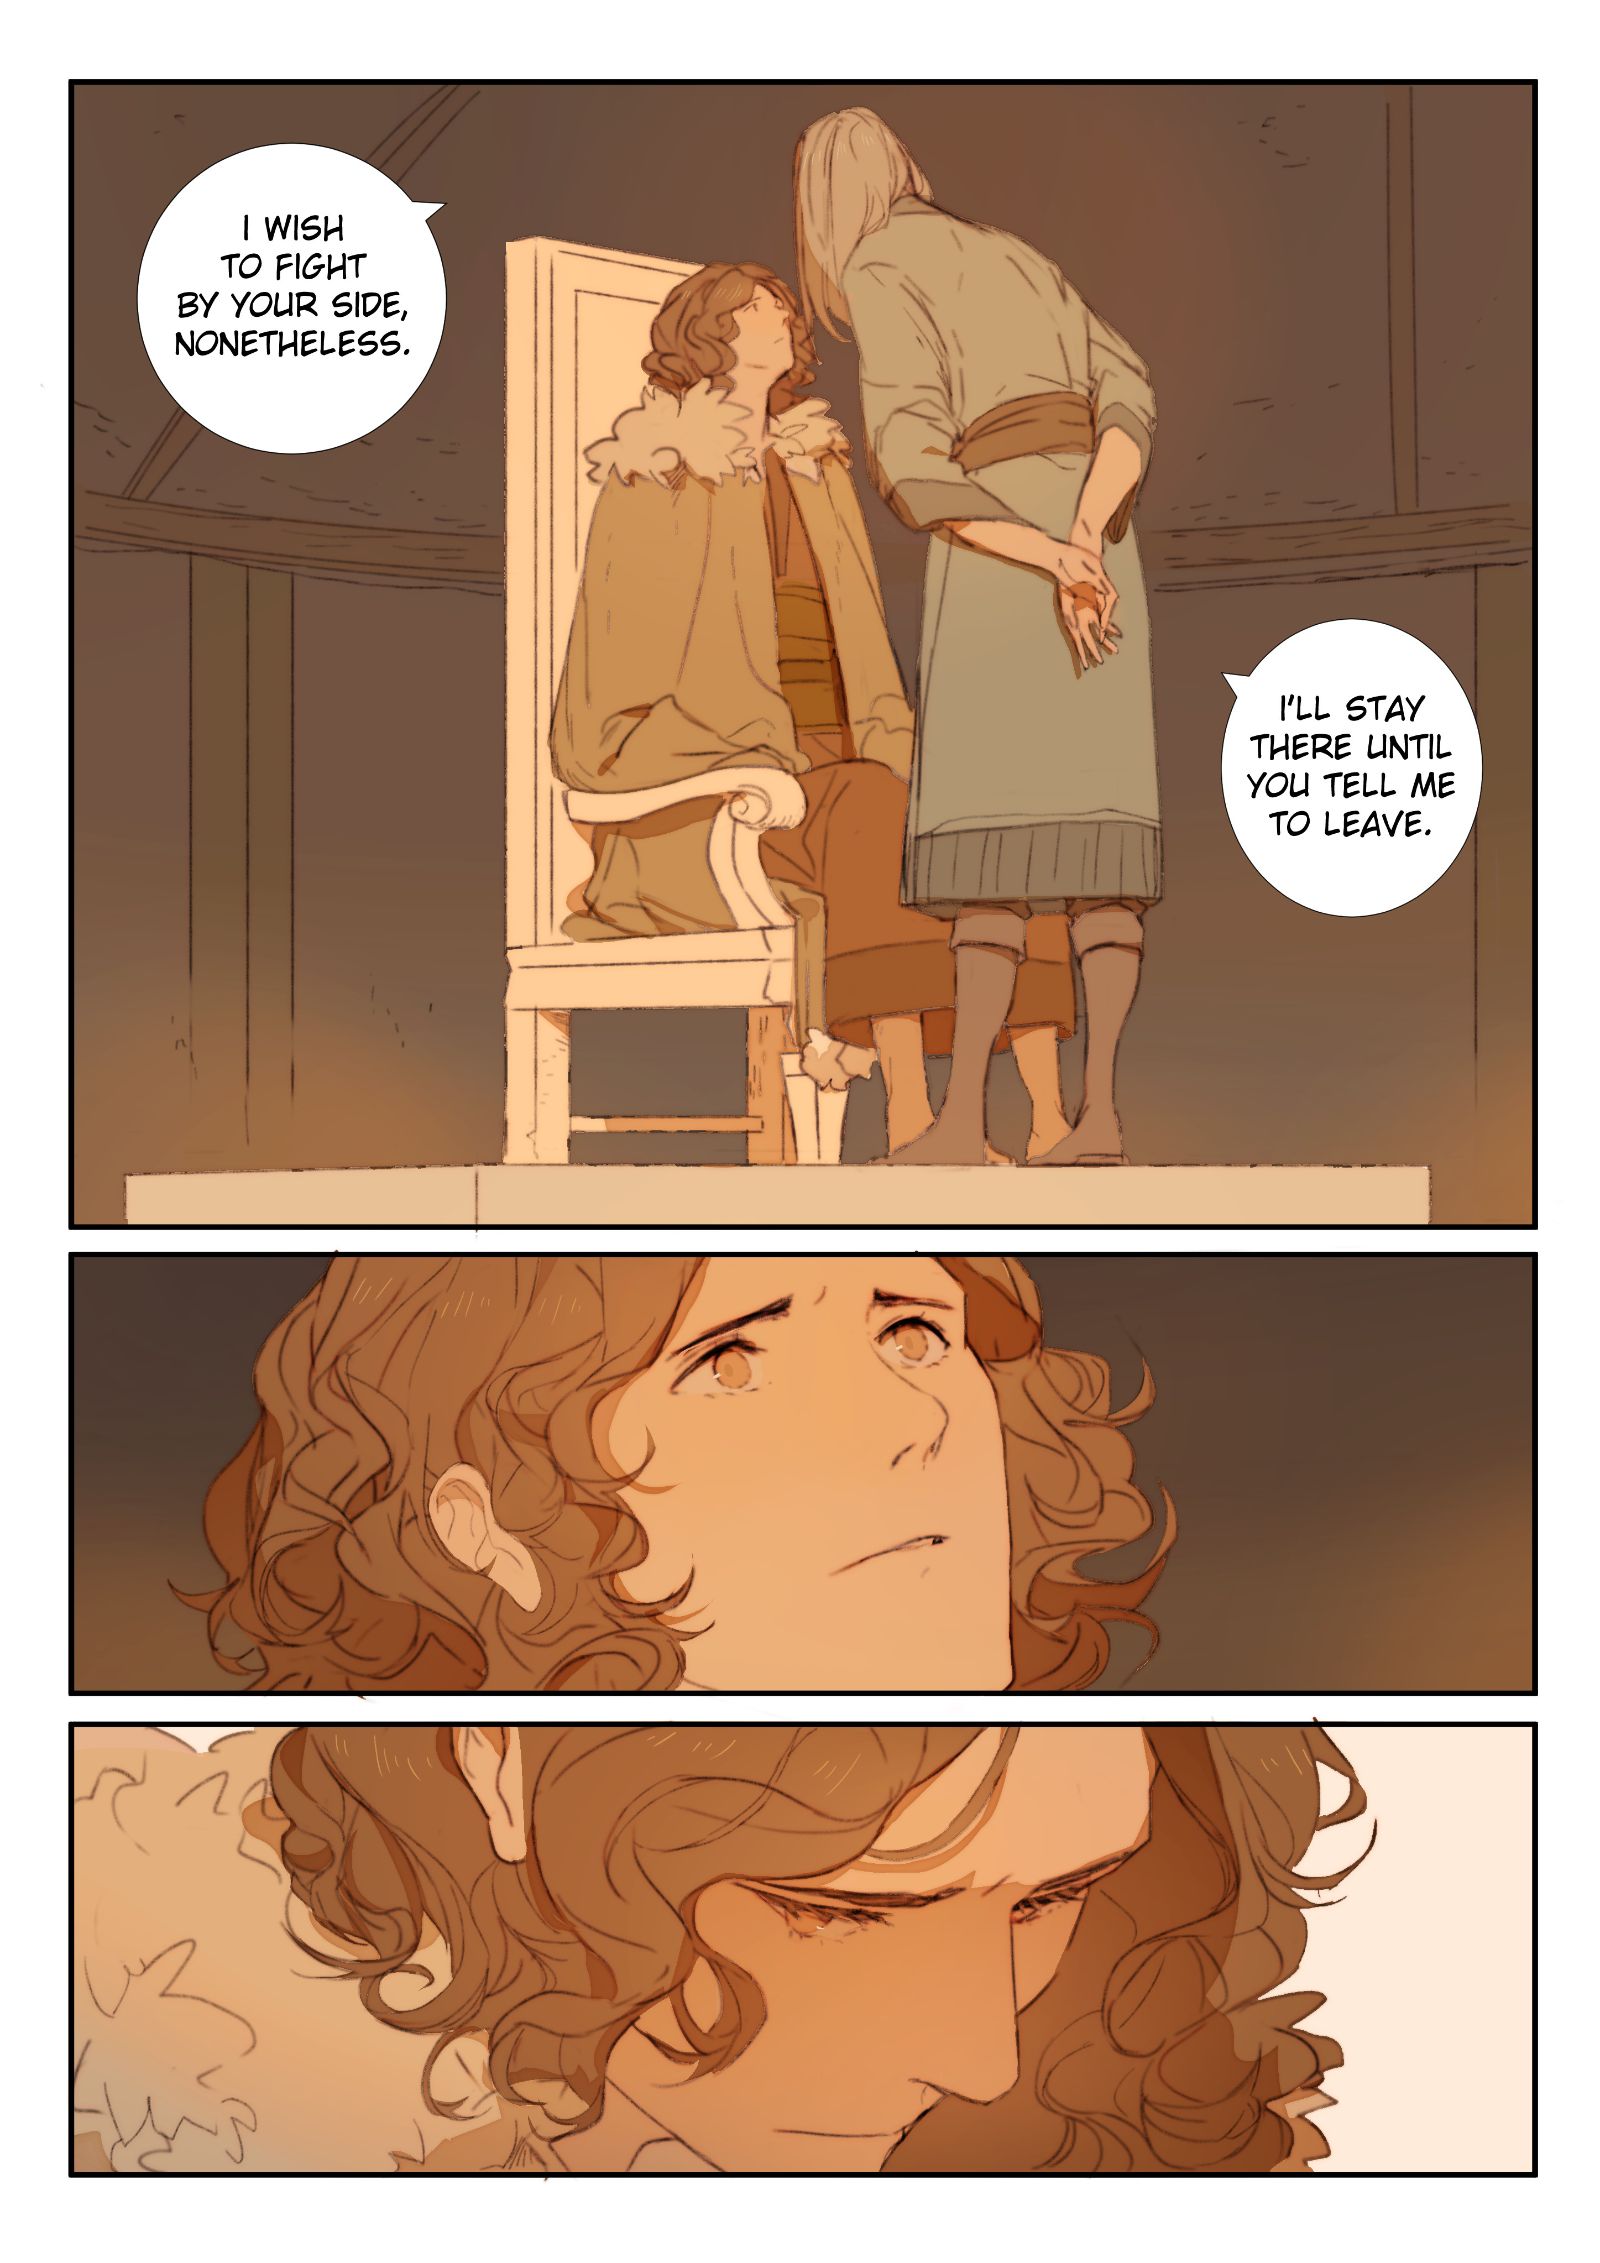 I WISH
TO FIGHT
BY YOUR SIDE,
NONETHELESS.
I'LL STAY
THERE UNTIL
YOU TELL ME
TO LEAVE.